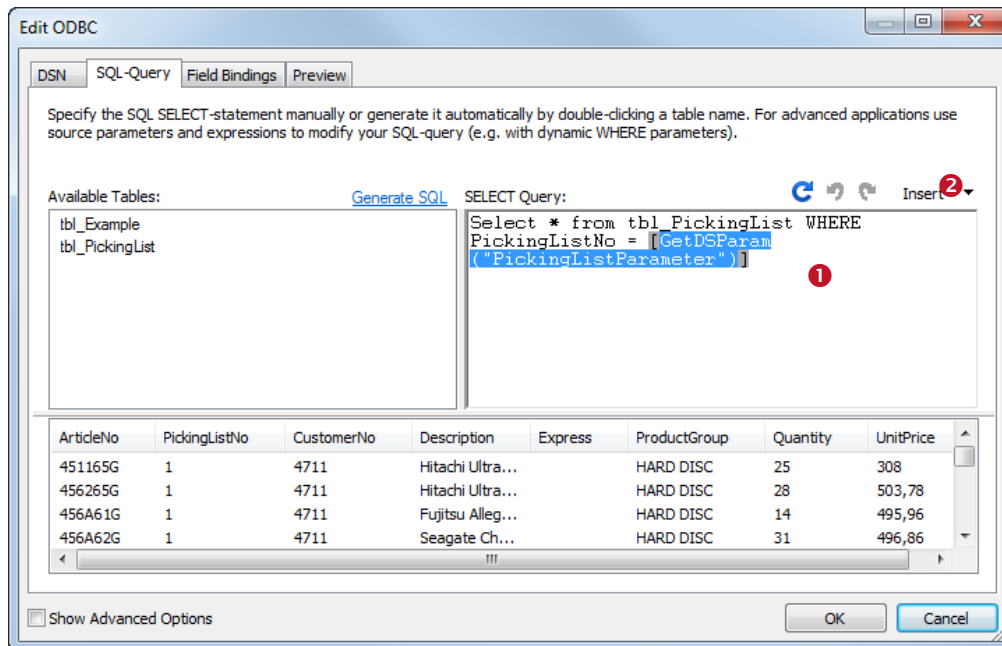 Edit ODBC
DSN SQL-Query Field Bindings Preview
Specify the SQL SELECT-statement manually or generate it automatically by double-clicking a table name. For advanced applications use
source parameters and expressions to modify your SQL-query (e.g. with dynamic WHERE parameters).
Available Tables: Generate SQL SELECT Query: Insert 2
tbl_Example
tbl_PickingList
Select * from tbl_PickingList WHERE
PickingListNo = [GetDSParam
("PickingListParameter")]
1
ArticleNo PickingListNo CustomerNo Description Express ProductGroup Quantity UnitPrice
451165G 1 4711 Hitachi Ultra... HARD DISC 25 308
456265G 1 4711 Hitachi Ultra... HARD DISC 28 503,78
456A61G 1 4711 Fujitsu Alleg... HARD DISC 14 495,96
456A62G 1 4711 Seagate Ch... HARD DISC 31 496,86
Show Advanced Options OK Cancel